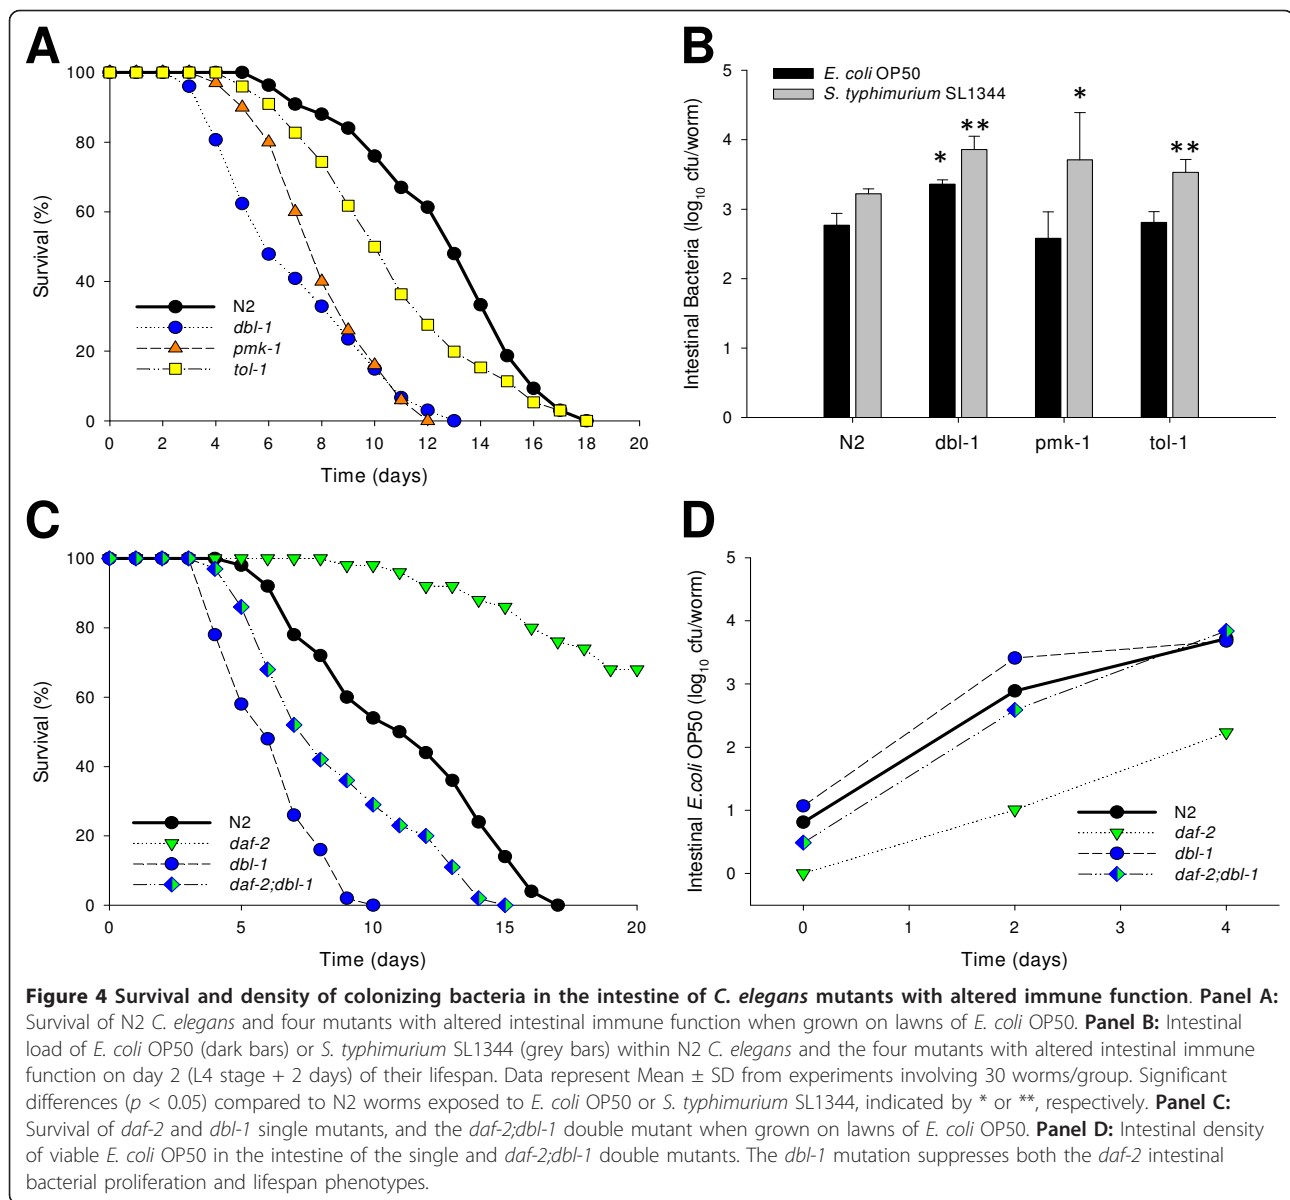 A
100
80
60
40
20
0
Survival (%)
N2
dbl-1
pmk-1
tol-1
0 2 4 6 8 10 12 14 16 18 20
Time (days)
B
5
4
3
2
1
0
Intestinal Bacteria (log10 cfu/worm)
E. coli OP50
S. typhimurium SL1344
* ** * **
N2 dbl-1 pmk-1 tol-1
C
100
80
60
40
20
0
Survival (%)
N2
daf-2
dbl-1
daf-2;dbl-1
0 5 10 15 20
Time (days)
D
5
4
3
2
1
0
Intestinal E.coli OP50 (log10 cfu/worm)
N2
daf-2
dbl-1
daf-2;dbl-1
0 1 2 3 4
Time (days)
Figure 4 Survival and density of colonizing bacteria in the intestine of C. elegans mutants with altered immune function. Panel A:
Survival of N2 C. elegans and four mutants with altered intestinal immune function when grown on lawns of E. coli OP50. Panel B: Intestinal
load of E. coli OP50 (dark bars) or S. typhimurium SL1344 (grey bars) within N2 C. elegans and the four mutants with altered intestinal immune
function on day 2 (L4 stage + 2 days) of their lifespan. Data represent Mean ± SD from experiments involving 30 worms/group. Significant
differences (p < 0.05) compared to N2 worms exposed to E. coli OP50 or S. typhimurium SL1344, indicated by * or **, respectively. Panel C:
Survival of daf-2 and dbl-1 single mutants, and the daf-2;dbl-1 double mutant when grown on lawns of E. coli OP50. Panel D: Intestinal density
of viable E. coli OP50 in the intestine of the single and daf-2;dbl-1 double mutants. The dbl-1 mutation suppresses both the daf-2 intestinal
bacterial proliferation and lifespan phenotypes.